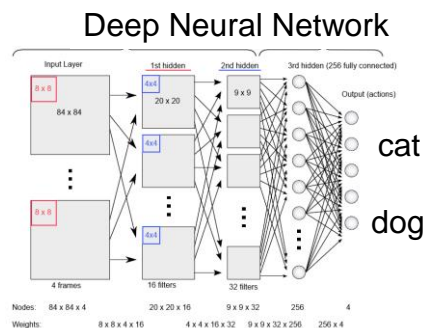 Deep Neural Network
Input Layer
1st hidden
2nd hidden
3rd hidden (256 fully connected)
Output (actions)
8 x 8
84 x 84
4x4
20 x 20
4x4
9 x 9
cat
8 x 8
4x4
dog
4 frames
16 filters
32 filters
Nodes: 84 x 84 x 4 20 x 20 x 16 9 x 9 x 32 256 4
Weights: 8 x 8 x 4 x 16 4 x 4 x 16 x 32 9 x 9 x 32 x 256 256 x 4